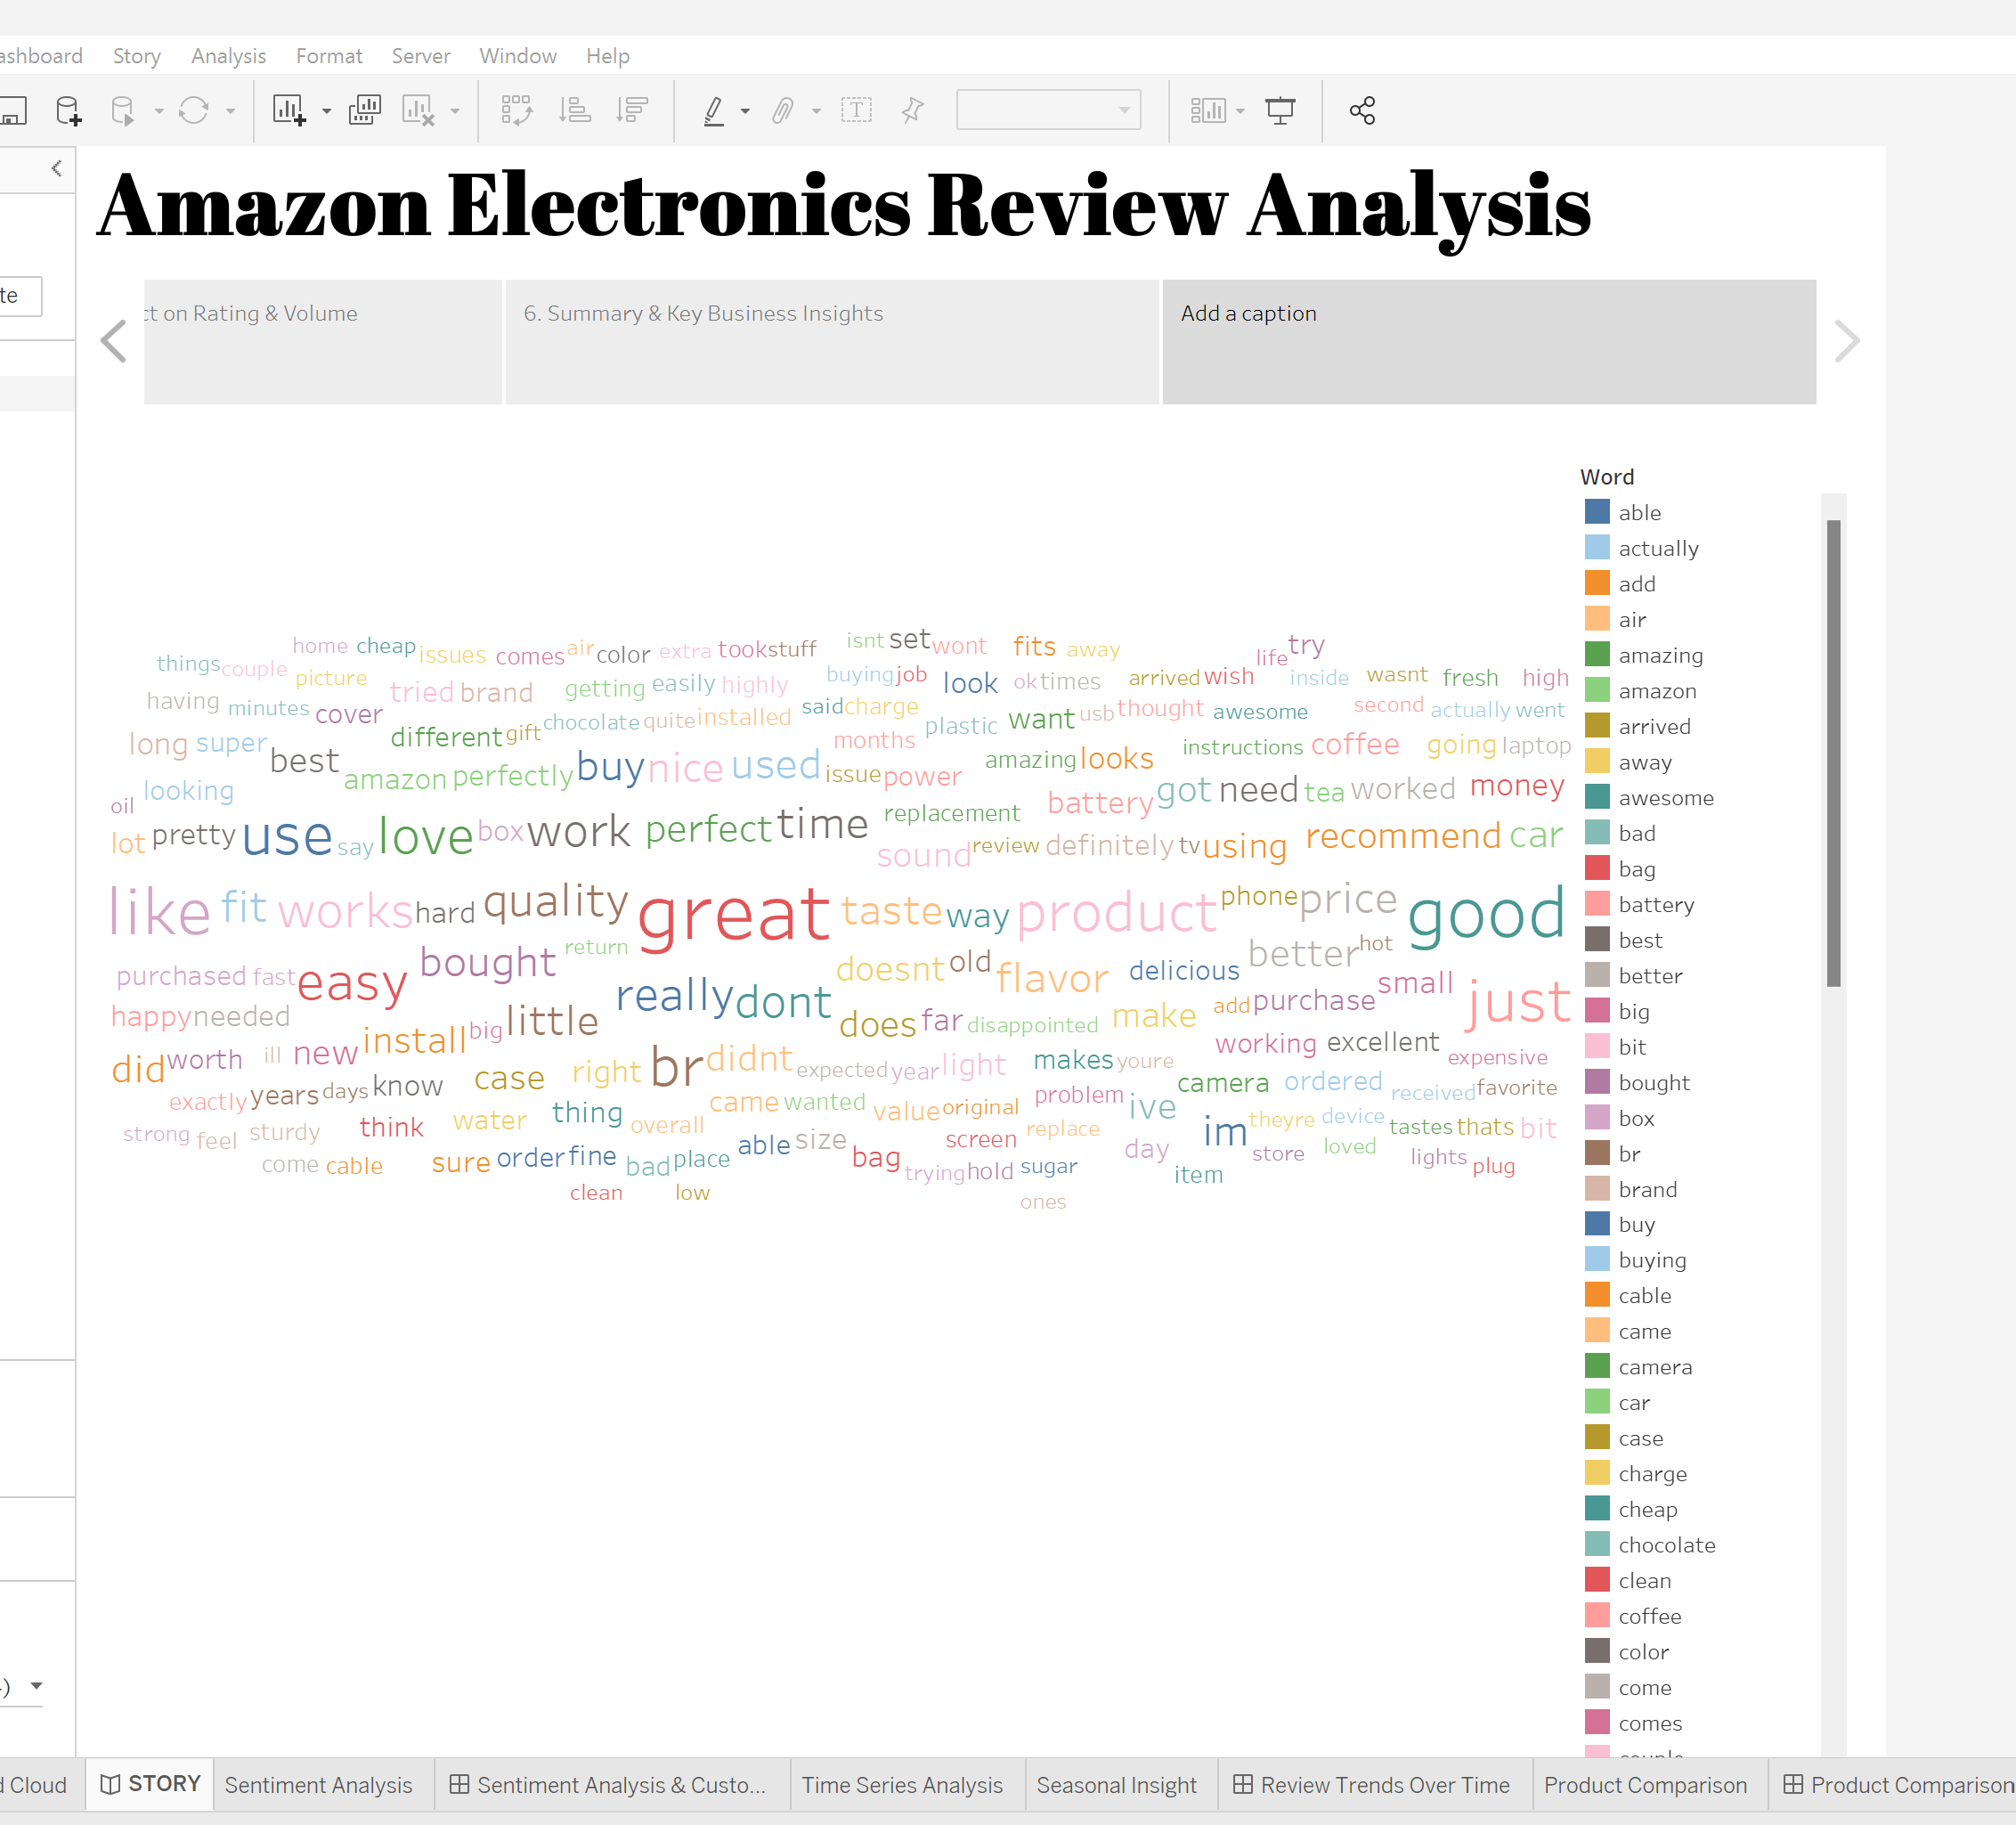 ashboard Story Analysis Format Server Window Help
te
Amazon Electronics Review Analysis
ct on Rating & Volume
6. Summary & Key Business Insights
Add a caption
Word
able
actually
add
air
amazing
amazon
arrived
away
awesome
bad
bag
battery
best
better
big
bit
bought
box
br
brand
buy
buying
cable
came
camera
car
case
charge
cheap
chocolate
clean
coffee
color
come
comes
couple
home cheap issues comes air color extra took stuff isnt set wont fits away life try
things couple picture tried brand getting easily highly buying job look ok times arrived wish inside wasnt fresh high
having minutes cover different gift chocolate quite installed said charge plastic want usb thought awesome second actually went
long super best amazon perfectly buy nice used months issue power amazing looks instructions coffee going laptop
oil looking replacement battery got need tea worked money
lot pretty use say love box work perfect time sound review definitely tv using recommend car
like fit works hard quality great taste way product phone price good
purchased fast easy bought return doesnt old flavor delicious better hot small just
happy needed install big little really dont does far disappointed make add purchase
did worth ill new right br didnt expected year light makes youre working excellent expensive
exactly years days know case came wanted value original problem ive camera ordered received favorite
strong feel sturdy think water thing overall able size screen replace day im theyre device tastes thats bit
come cable sure order fine bad place bag trying hold sugar item store loved lights plug
clean low ones
)
d Cloud STORY Sentiment Analysis Sentiment Analysis & Custo... Time Series Analysis Seasonal Insight Review Trends Over Time Product Comparison Product Comparison